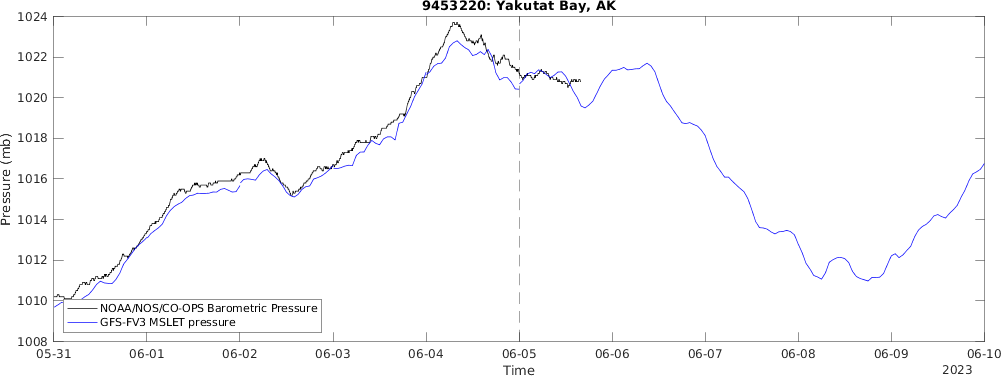 9453220: Yakutat Bay, AK
Pressure (mb)
1024
1022
1020
1018
1016
1014
1012
1010
1008
NOAA/NOS/CO-OPS Barometric Pressure
GFS-FV3 MSLET pressure
05-31 06-01 06-02 06-03 06-04 06-05 06-06 06-07 06-08 06-09 06-10
Time
2023